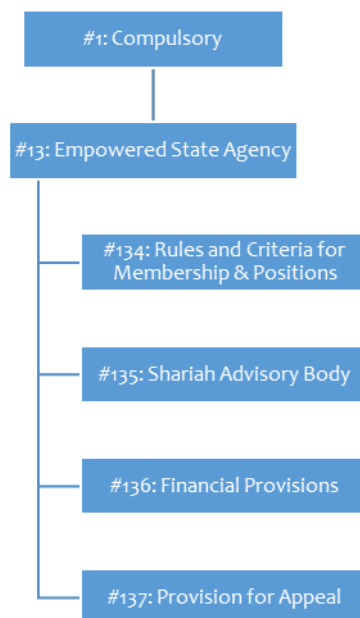 #1: Compulsory
#13: Empowered State Agency
#134: Rules and Criteria for
Membership & Positions
#135: Shariah Advisory Body
#136: Financial Provisions
#137: Provision for Appeal